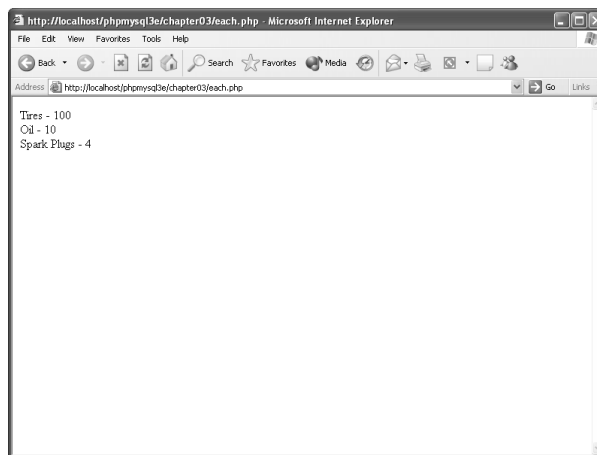 http://localhost/phpmysql3e/chapter03/each.php - Microsoft Internet Explorer
File Edit View Favorites Tools Help
Back Search Favorites Media
Address http://localhost/phpmysql3e/chapter03/each.php Go Links
Tires - 100
Oil - 10
Spark Plugs - 4